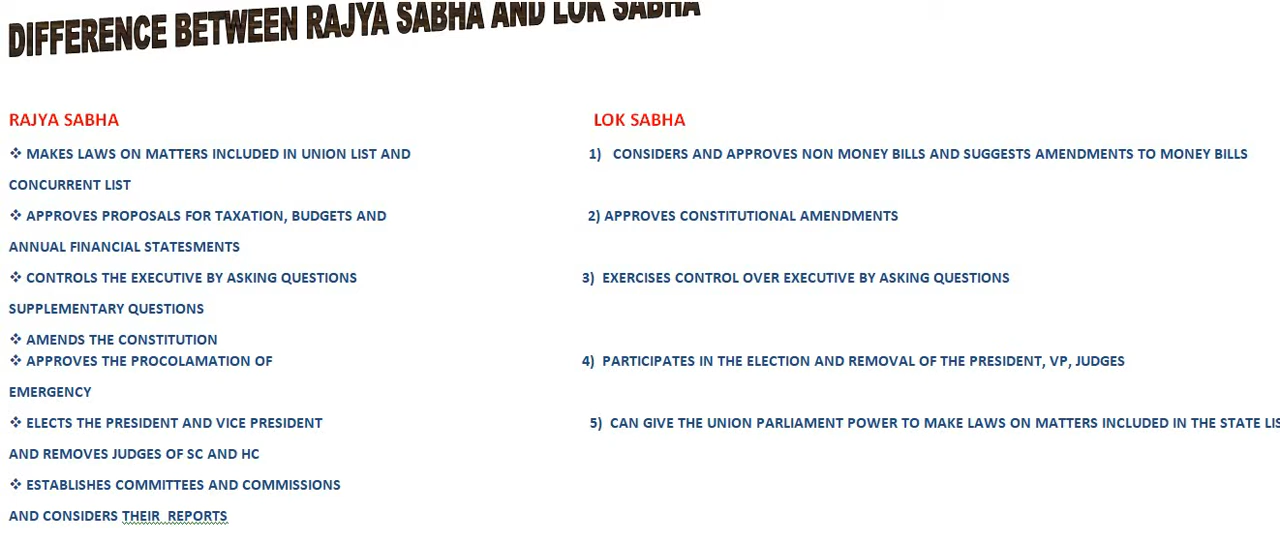 DIFFERENCE BETWEEN RAJYA SABHA AND LOK SABHA
RAJYA SABHA
❖ MAKES LAWS ON MATTERS INCLUDED IN UNION LIST AND
CONCURRENT LIST
❖ APPROVES PROPOSALS FOR TAXATION, BUDGETS AND
ANNUAL FINANCIAL STATESMENTS
❖ CONTROLS THE EXECUTIVE BY ASKING QUESTIONS
SUPPLEMENTARY QUESTIONS
❖ AMENDS THE CONSTITUTION
❖ APPROVES THE PROCOLAMATION OF
EMERGENCY
❖ ELECTS THE PRESIDENT AND VICE PRESIDENT
AND REMOVES JUDGES OF SC AND HC
❖ ESTABLISHES COMMITTEES AND COMMISSIONS
AND CONSIDERS THEIR REPORTS
LOK SABHA
1) CONSIDERS AND APPROVES NON MONEY BILLS AND SUGGESTS AMENDMENTS TO MONEY BILLS
2) APPROVES CONSTITUTIONAL AMENDMENTS
3) EXERCISES CONTROL OVER EXECUTIVE BY ASKING QUESTIONS
4) PARTICIPATES IN THE ELECTION AND REMOVAL OF THE PRESIDENT, VP, JUDGES
5) CAN GIVE THE UNION PARLIAMENT POWER TO MAKE LAWS ON MATTERS INCLUDED IN THE STATE